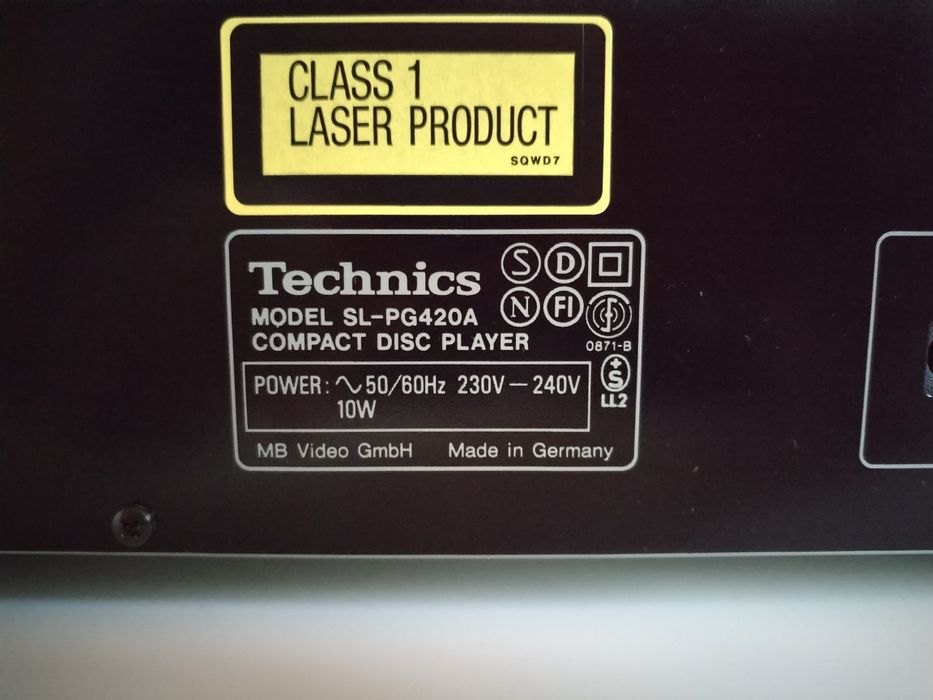 CLASS 1
LASER PRODUCT
SQWD7
Technics
MODEL SL-PG420A
COMPACT DISC PLAYER
S D
N FI
0871-B
+S
LL2
POWER: ∿50/60Hz 230V — 240V
10W
MB Video GmbH Made in Germany